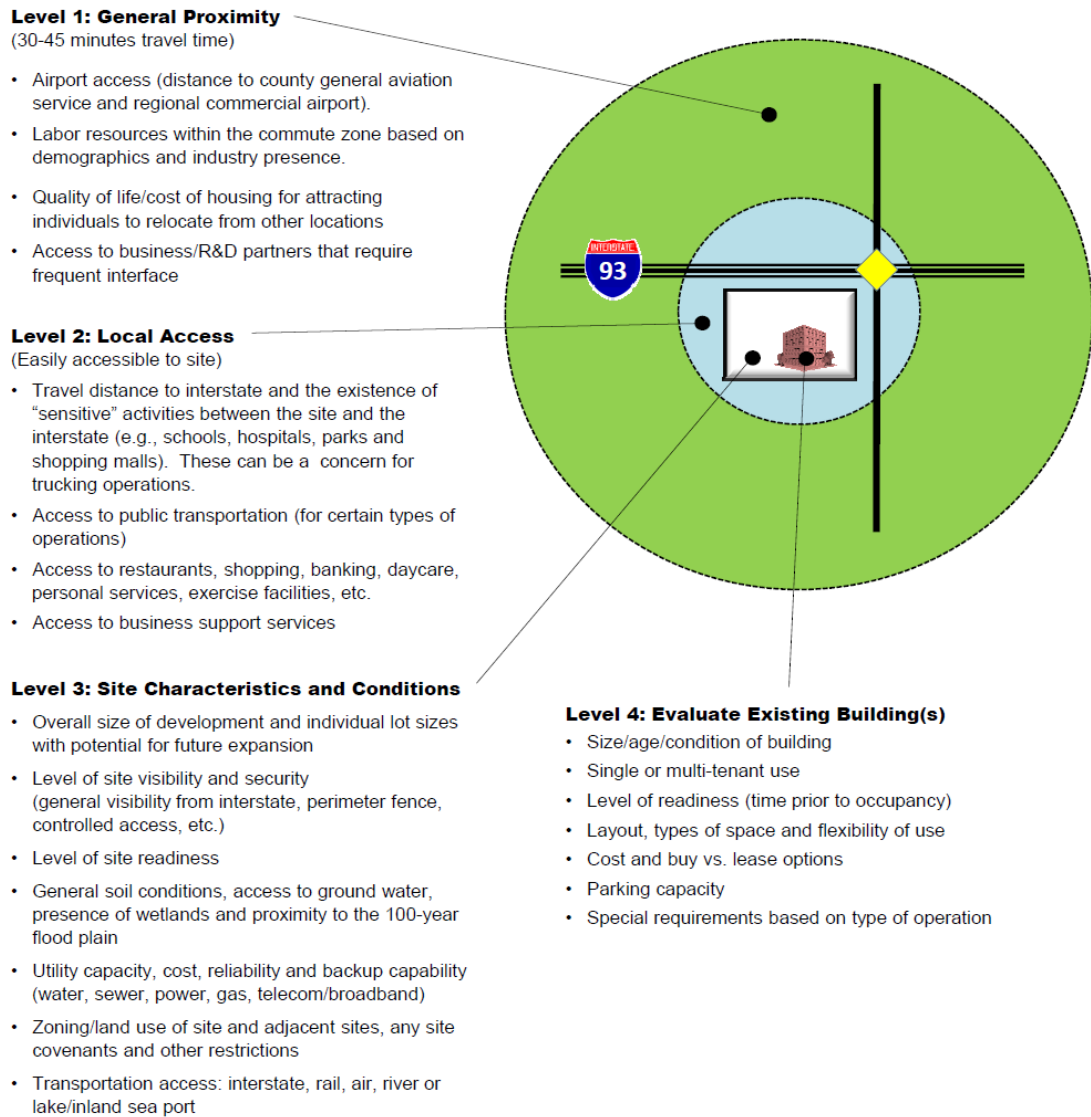 Level 1: General Proximity
(30-45 minutes travel time)
• Airport access (distance to county general aviation
service and regional commercial airport).
• Labor resources within the commute zone based on
demographics and industry presence.
• Quality of life/cost of housing for attracting
individuals to relocate from other locations
• Access to business/R&D partners that require
frequent interface
INTERSTATE
93
Level 2: Local Access
(Easily accessible to site)
• Travel distance to interstate and the existence of
“sensitive” activities between the site and the
interstate (e.g., schools, hospitals, parks and
shopping malls).  These can be a  concern for
trucking operations.
• Access to public transportation (for certain types of
operations)
• Access to restaurants, shopping, banking, daycare,
personal services, exercise facilities, etc.
• Access to business support services
Level 3: Site Characteristics and Conditions
• Overall size of development and individual lot sizes
with potential for future expansion
• Level of site visibility and security
(general visibility from interstate, perimeter fence,
controlled access, etc.)
• Level of site readiness
• General soil conditions, access to ground water,
presence of wetlands and proximity to the 100-year
flood plain
• Utility capacity, cost, reliability and backup capability
(water, sewer, power, gas, telecom/broadband)
• Zoning/land use of site and adjacent sites, any site
covenants and other restrictions
• Transportation access: interstate, rail, air, river or
lake/inland sea port
Level 4: Evaluate Existing Building(s)
• Size/age/condition of building
• Single or multi-tenant use
• Level of readiness (time prior to occupancy)
• Layout, types of space and flexibility of use
• Cost and buy vs. lease options
• Parking capacity
• Special requirements based on type of operation